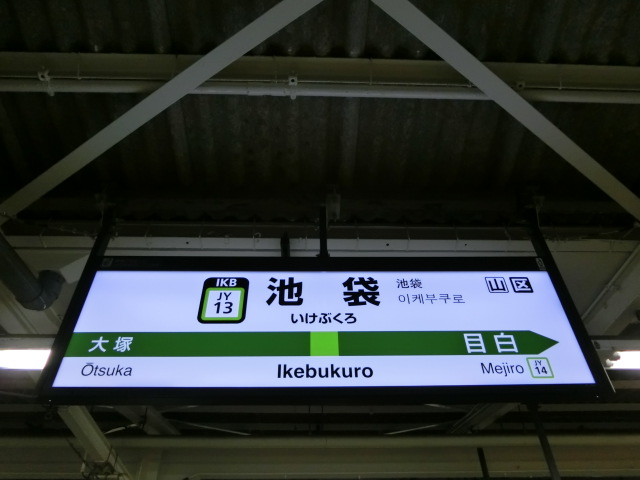 IKB
JY
13
池袋
池袋
이케부쿠로
山 区
いけぶくろ
大塚
目白
Ōtsuka
Ikebukuro
Mejiro
JY
14